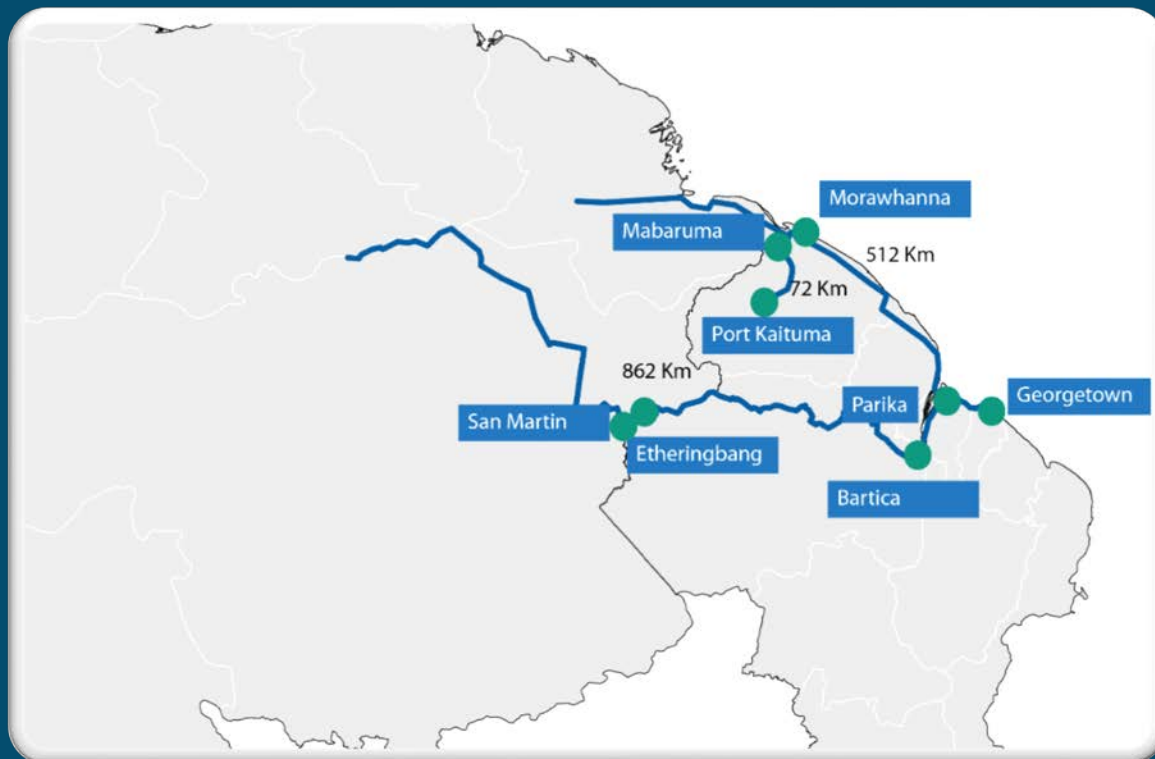 Morawhanna
Mabaruma
512 Km
72 Km
Port Kaituma
862 Km
Parika
Georgetown
San Martin
Etheringbang
Bartica